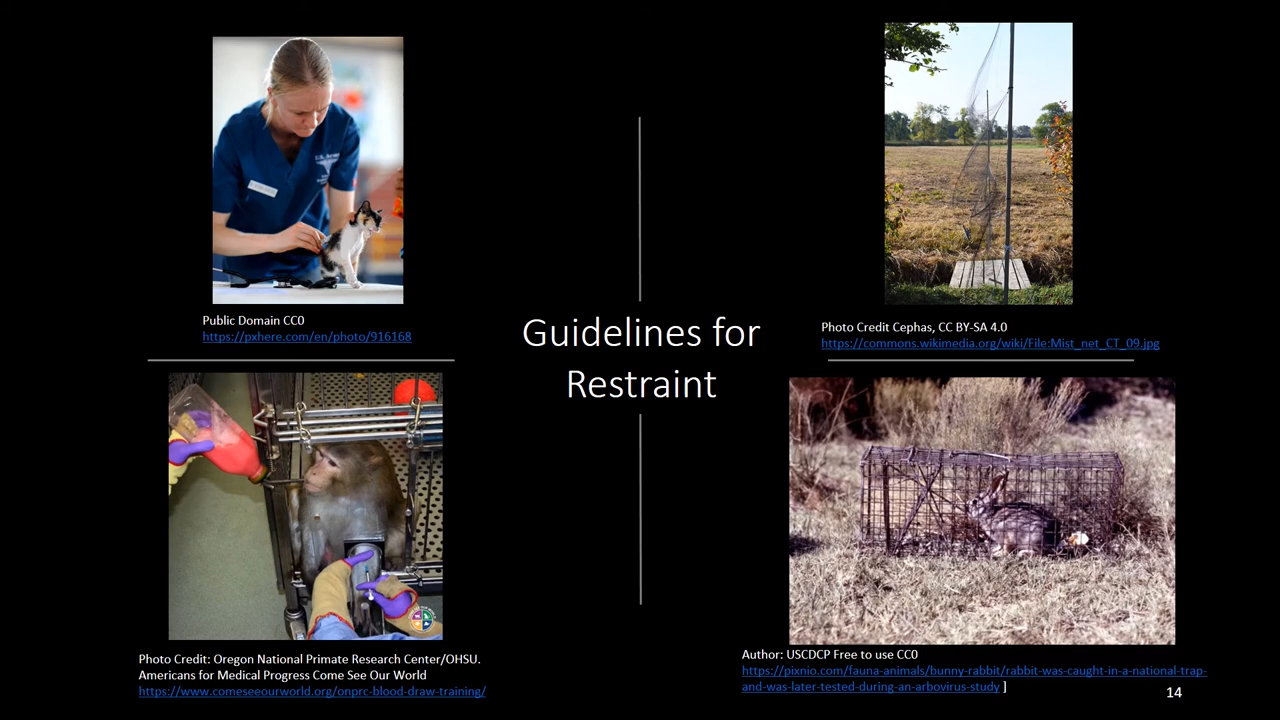 Public Domain CC0
https://pxhere.com/en/photo/916168
Photo Credit Cephas, CC BY-SA 4.0
https://commons.wikimedia.org/wiki/File:Mist_net_CT_09.jpg
Guidelines for
Restraint
Photo Credit: Oregon National Primate Research Center/OHSU.
Americans for Medical Progress Come See Our World
https://www.comeseeourworld.org/onprc-blood-draw-training/
Author: USCDCP Free to use CC0
https://pixnio.com/fauna-animals/bunny-rabbit/rabbit-was-caught-in-a-national-trap-
and-was-later-tested-during-an-arbovirus-study ]
14